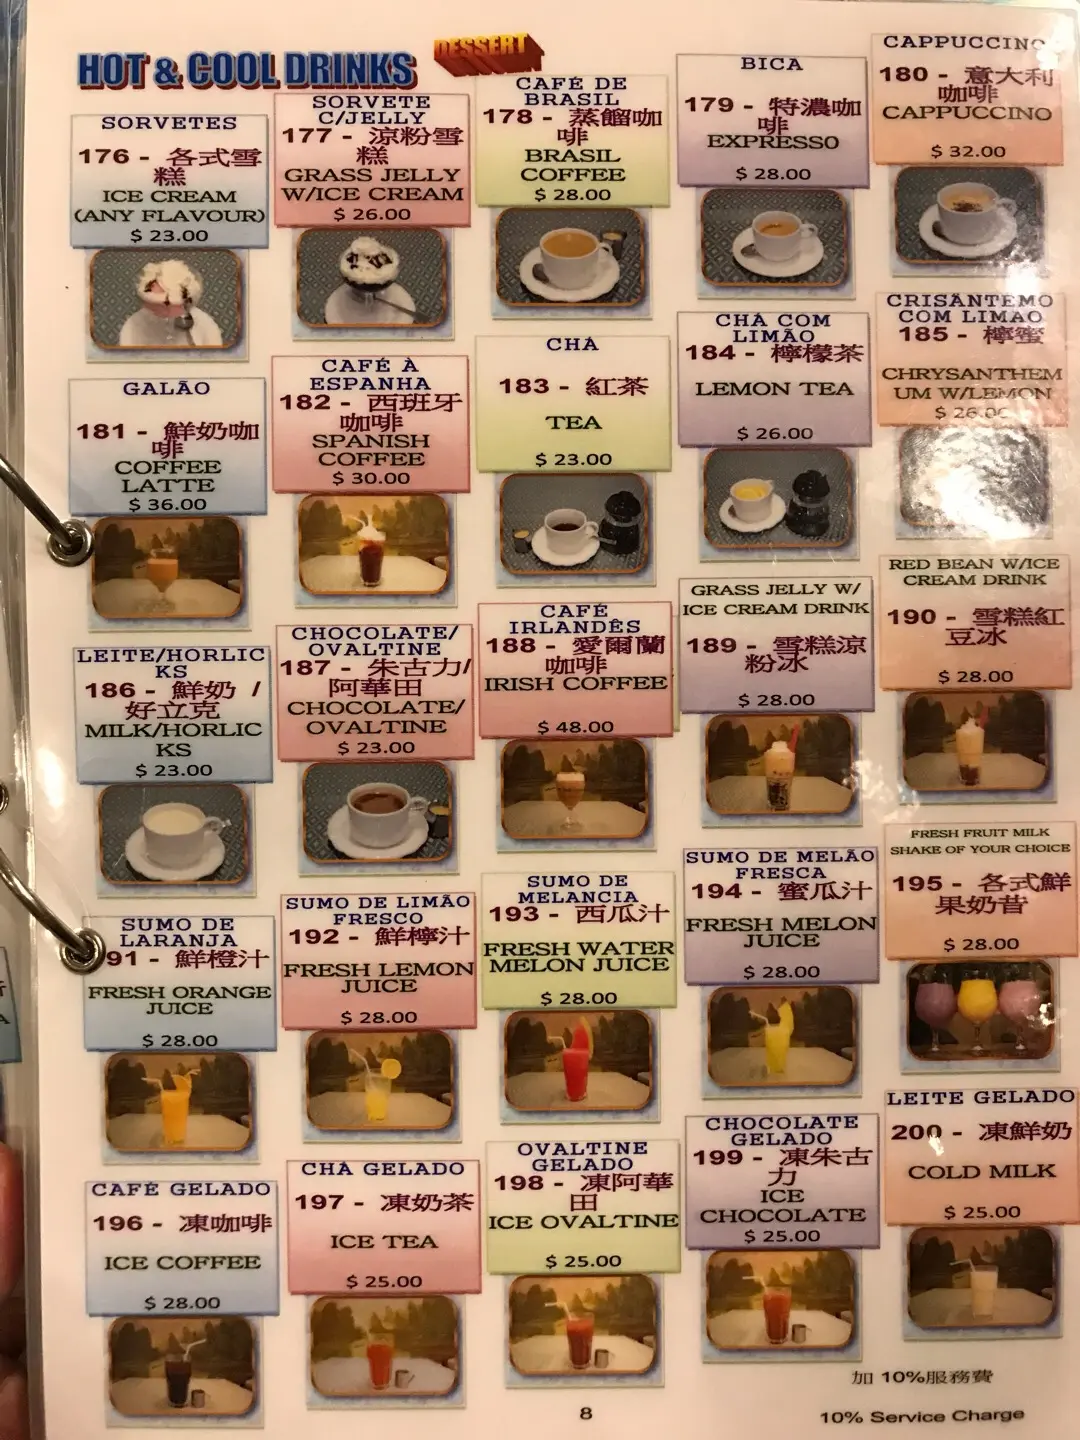 HOT & COOL DRINKS
DESSERT
SORVETES
176 - 各式雪
糕
ICE CREAM
(ANY FLAVOUR)
$ 23.00
SORVETE
C/JELLY
177 - 涼粉雪
糕
GRASS JELLY
W/ICE CREAM
$ 26.00
CAFÉ DE
BRASIL
178 - 蒸餾咖
啡
BRASIL
COFFEE
$ 28.00
BICA
179 - 特濃咖
啡
EXPRESSO
$ 28.00
CAPPUCCINO
180 - 意大利
咖啡
CAPPUCCINO
$ 32.00
GALÃO
181 - 鮮奶咖
啡
COFFEE
LATTE
$ 36.00
CAFÉ À
ESPANHA
182 - 西班牙
咖啡
SPANISH
COFFEE
$ 30.00
CHÁ
183 - 紅茶
TEA
$ 23.00
CHÁ COM
LIMÃO
184 - 檸檬茶
LEMON TEA
$ 26.00
CRISÂNTEMO
COM LIMAO
185 - 檸蜜
CHRYSANTHEM
UM W/LEMON
$ 26.00
LEITE/HORLIC
KS
186 - 鮮奶 /
好立克
MILK/HORLIC
KS
$ 23.00
CHOCOLATE/
OVALTINE
187 - 朱古力/
阿華田
CHOCOLATE/
OVALTINE
$ 23.00
CAFÉ
IRLANDÊS
188 - 愛爾蘭
咖啡
IRISH COFFEE
$ 48.00
GRASS JELLY W/
ICE CREAM DRINK
189 - 雪糕涼
粉冰
$ 28.00
RED BEAN W/ICE
CREAM DRINK
190 - 雪糕紅
豆冰
$ 28.00
SUMO DE
LARANJA
91 - 鮮橙汁
FRESH ORANGE
JUICE
$ 28.00
SUMO DE LIMÃO
FRESCO
192 - 鮮檸汁
FRESH LEMON
JUICE
$ 28.00
SUMO DE
MELANCIA
193 - 西瓜汁
FRESH WATER
MELON JUICE
$ 28.00
SUMO DE MELÃO
FRESCA
194 - 蜜瓜汁
FRESH MELON
JUICE
$ 28.00
FRESH FRUIT MILK
SHAKE OF YOUR CHOICE
195 - 各式鮮
果奶昔
$ 28.00
CAFÉ GELADO
196 - 凍咖啡
ICE COFFEE
$ 28.00
CHÁ GELADO
197 - 凍奶茶
ICE TEA
$ 25.00
OVALTINE
GELADO
198 - 凍阿華
田
ICE OVALTINE
$ 25.00
CHOCOLATE
GELADO
199 - 凍朱古
力
ICE
CHOCOLATE
$ 25.00
LEITE GELADO
200 - 凍鮮奶
COLD MILK
$ 25.00
加 10%服務費
8
10% Service Charge